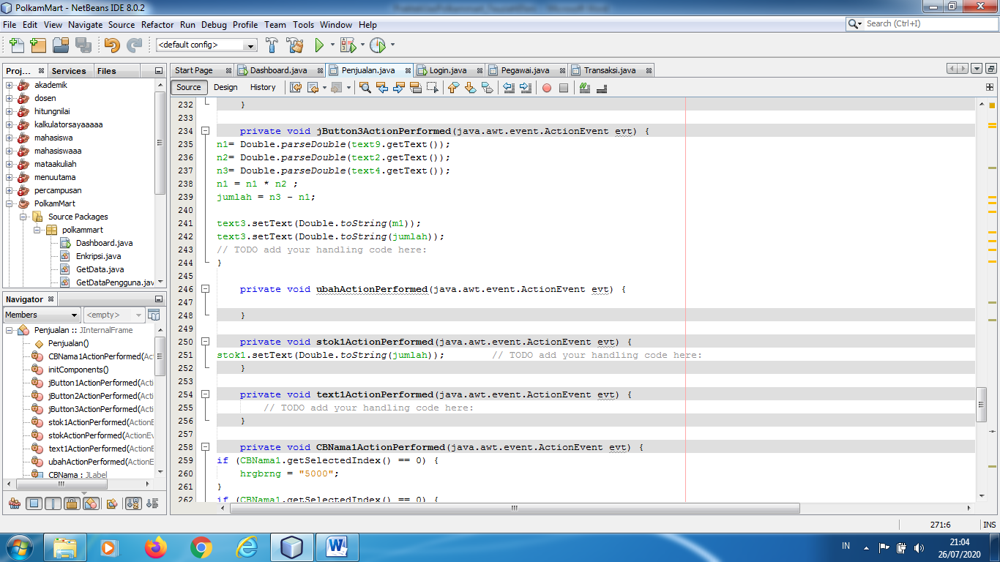 PolkamMart - NetBeans IDE 8.0.2
File Edit View Navigate Source Refactor Run Debug Profile Team Tools Window Help
Search (Ctrl+I)
<default config>
Proj... Services Files
akademik
dosen
hitungnilai
kalkulatorsayaaaaa
mahasiswa
mahasiswaaa
mataakuliah
menuutama
percampusan
PolkamMart
Source Packages
polkammart
Dashboard.java
Enkripsi.java
GetData.java
GetDataPengguna.java
Navigator
Members <empty>
Penjualan :: JInternalFrame
Penjualan()
CBNama1ActionPerformed(Ac
initComponents()
jButton1ActionPerformed(Acti
jButton2ActionPerformed(Acti
jButton3ActionPerformed(Acti
stok1ActionPerformed(ActionE
stokActionPerformed(ActionEv
text1ActionPerformed(ActionE
ubahActionPerformed(ActionE
CBNama : JLabel
Start Page Dashboard.java Penjualan.java Login.java Pegawai.java Transaksi.java
Source Design History
232 }
233
234 private void jButton3ActionPerformed(java.awt.event.ActionEvent evt) {
235 n1= Double.parseDouble(text9.getText());
236 n2= Double.parseDouble(text2.getText());
237 n3= Double.parseDouble(text4.getText());
238 n1 = n1 * n2 ;
239 jumlah = n3 - n1;
240
241 text3.setText(Double.toString(m1));
242 text3.setText(Double.toString(jumlah));
243 // TODO add your handling code here:
244 }
245
246 private void ubahActionPerformed(java.awt.event.ActionEvent evt) {
247
248 }
249
250 private void stok1ActionPerformed(java.awt.event.ActionEvent evt) {
251 stok1.setText(Double.toString(jumlah)); // TODO add your handling code here:
252 }
253
254 private void text1ActionPerformed(java.awt.event.ActionEvent evt) {
255 // TODO add your handling code here:
256 }
257
258 private void CBNama1ActionPerformed(java.awt.event.ActionEvent evt) {
259 if (CBNama1.getSelectedIndex() == 0) {
260 hrgbrng = "5000";
261 }
262 if (CBNama1.getSelectedIndex() == 0) {
271:6 INS
IN
21:04
26/07/2020